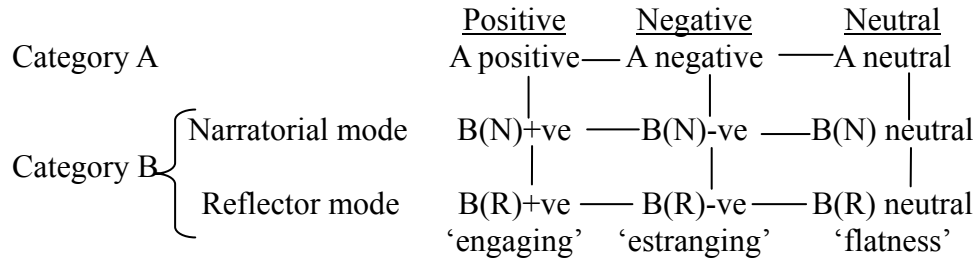 Positive Negative Neutral
Category A A positive A negative A neutral
Narratorial mode B(N)+ve B(N)-ve B(N) neutral
Category B
Reflector mode B(R)+ve B(R)-ve B(R) neutral
‘engaging’ ‘estranging’ ‘flatness’